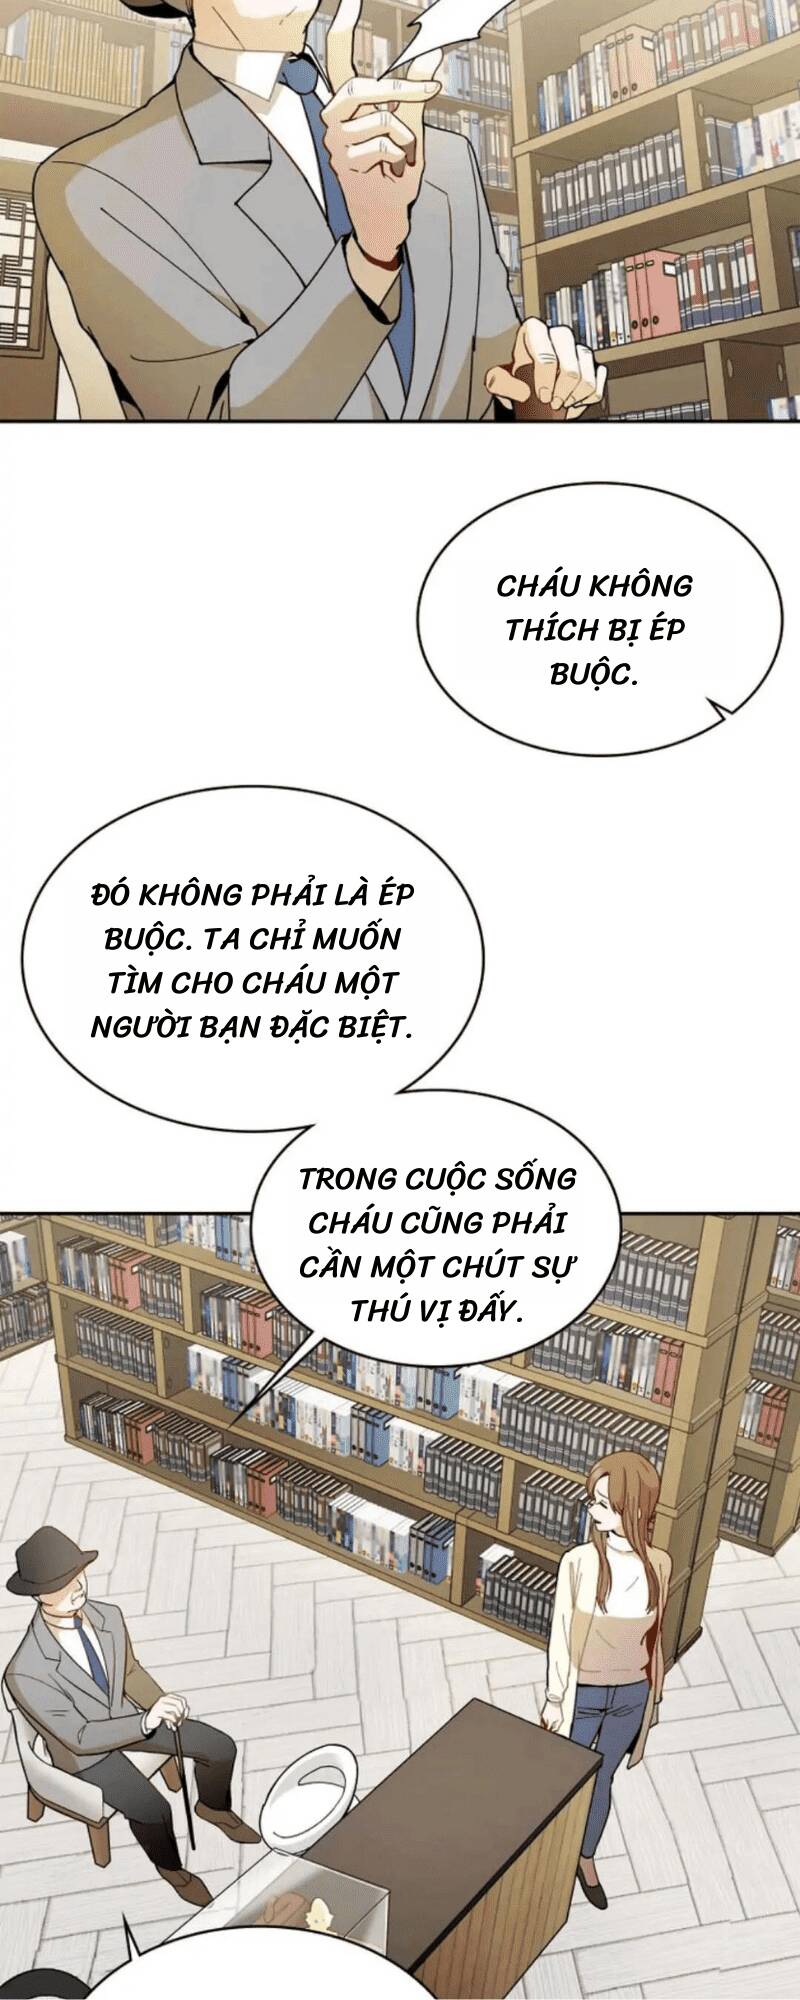 CHÁU KHÔNG
THÍCH BỊ ÉP
BUỘC.
ĐÓ KHÔNG PHẢI LÀ ÉP
BUỘC. TA CHỈ MUỐN
TÌM CHO CHÁU MỘT
NGƯỜI BẠN ĐẶC BIỆT.
TRONG CUỘC SỐNG
CHÁU CŨNG PHẢI
CẦN MỘT CHÚT SỰ
THÚ VỊ ĐẤY.